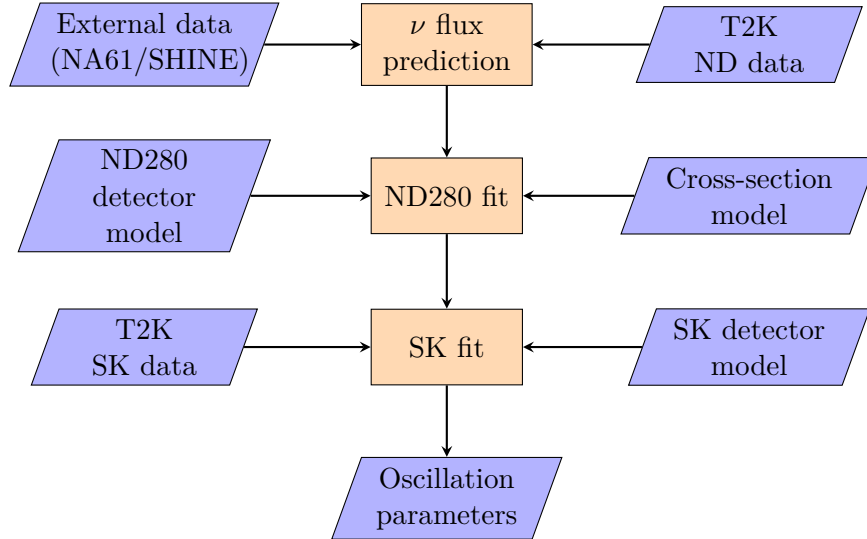 External data
(NA61/SHINE)
ν flux
prediction
T2K
ND data
ND280
detector
model
ND280 fit
Cross-section
model
T2K
SK data
SK fit
SK detector
model
Oscillation
parameters